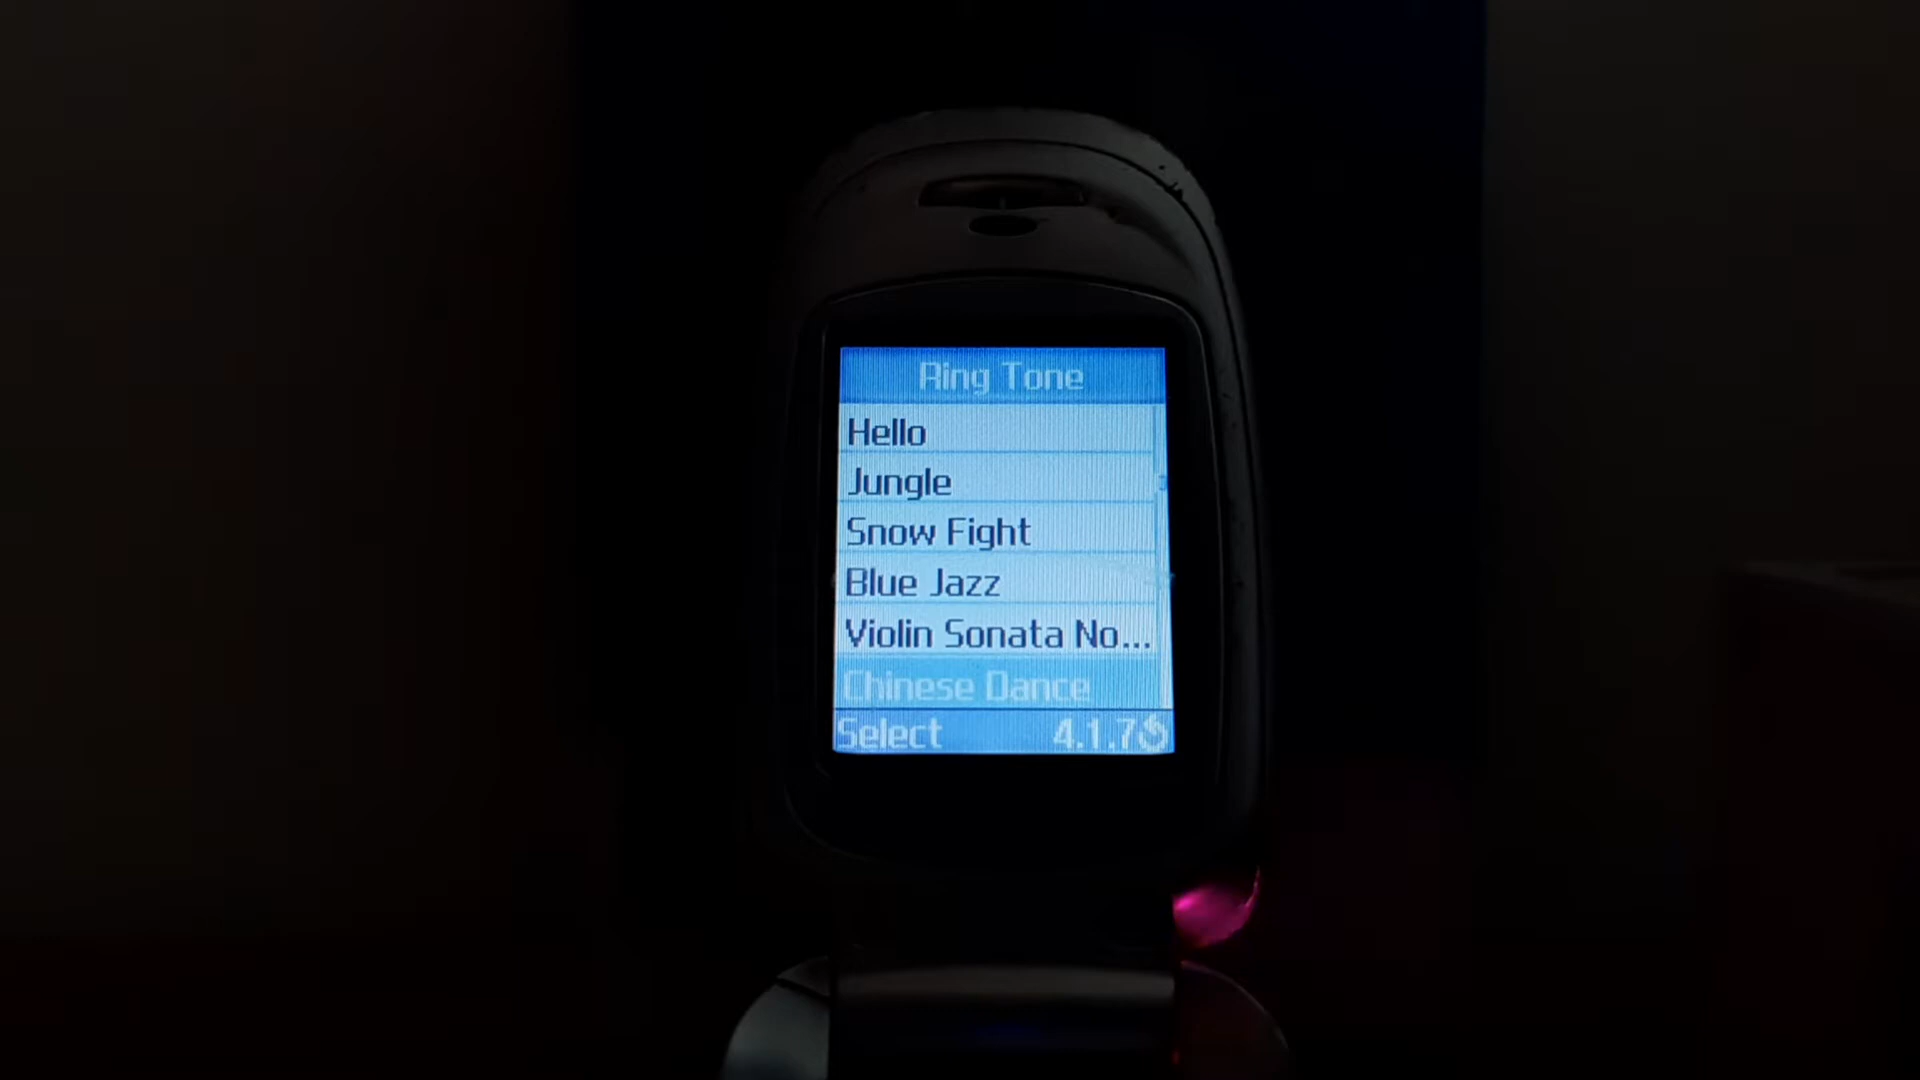 Ring Tone
Hello
Jungle
Snow Fight
Blue Jazz
Violin Sonata No...
Chinese Dance
Select 4.1.7